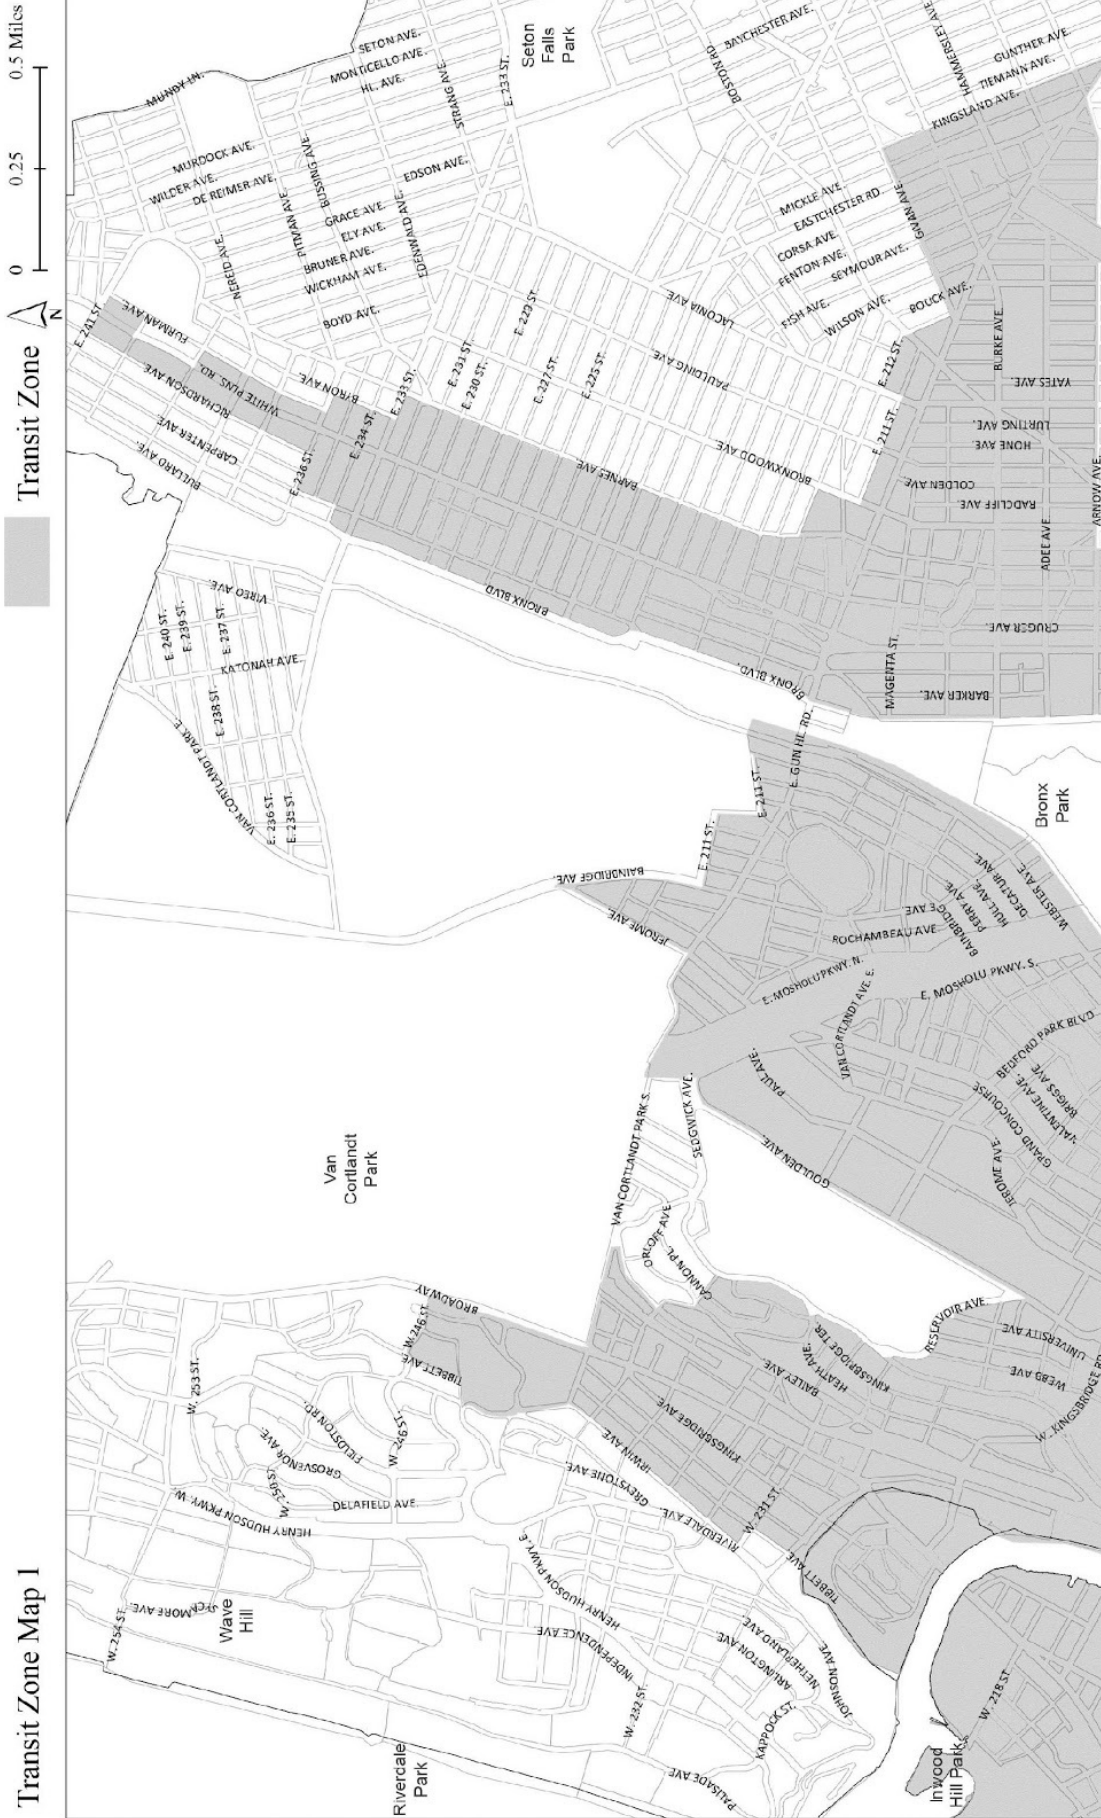 Transit Zone Map 1
Transit Zone
N
0
0.25
0.5 Miles
W. 254 ST.
SYCAMORE AVE.
Wave
Hill
HENRY HUDSON PKWY. W.
W. 253 ST.
W. 250 ST.
GROSVENOR AVE.
FIELDSTON RD.
DELAFIELD AVE.
W. 246 ST.
W. 246 ST.
TIBBETT AVE.
BROADWAY
Riverdale
Park
Van
Cortlandt
Park
HENRY HUDSON PKWY. E.
INDEPENDENCE AVE.
W. 232 ST.
PALISADE AVE.
KAPPOCK ST.
ARLINGTON AVE.
NETHERLAND AVE.
JOHNSON AVE.
TIBBETT AVE.
RIVERDALE AVE.
GREYSTONE AVE.
IRWIN AVE.
W. 231 ST.
KINGSBRIDGE AVE.
BAILEY AVE.
HEATH AVE.
KINGSBRIDGE TER.
CANNON PL.
ORLOFF AVE.
VAN CORTLANDT PARK S.
SEDGWICK AVE.
GOULDEN AVE.
PAUL AVE.
RESERVOIR AVE.
UNIVERSITY AVE.
WEBB AVE.
W. KINGSBRIDGE RD.
JEROME AVE.
GRAND CONCOURSE
VALENTINE AVE.
BRIGGS AVE.
BEDFORD PARK BLVD
VAN CORTLANDT AVE. E.
E. MOSHOLU PKWY. N.
E. MOSHOLU PKWY. S.
ROCHAMBEAU AVE.
BAINBRIDGE AVE.
PERRY AVE.
HULL AVE.
DECATUR AVE.
WEBSTER AVE.
JEROME AVE.
BAINBRIDGE AVE.
E. 211 ST.
E. 211 ST.
E. GUN HL. RD.
Bronx
Park
Inwood
Hill Park
W. 218 ST.
VAN CORTLANDT PARK E.
E. 240 ST.
E. 239 ST.
E. 238 ST.
E. 237 ST.
E. 236 ST.
E. 235 ST.
KATONAH AVE.
VIREO AVE.
BULLARD AVE.
CARPENTER AVE.
RICHARDSON AVE.
WHITE PLNS. RD.
FURMAN AVE.
E. 241 ST.
MUNDY LN.
MURDOCK AVE.
WILDER AVE.
DE REIMER AVE.
NEREID AVE.
PITMAN AVE.
BUSSING AVE.
GRACE AVE.
ELY AVE.
BRUNER AVE.
WICKHAM AVE.
BOYD AVE.
BYRON AVE.
EDENWALD AVE.
EDSON AVE.
STRANG AVE.
SETON AVE.
MONTICELLO AVE.
HL. AVE.
E. 233 ST.
Seton
Falls
Park
E. 236 ST.
E. 234 ST.
E. 233 ST.
E. 231 ST.
E. 230 ST.
E. 229 ST.
E. 227 ST.
E. 225 ST.
BRONX BLVD
BRONX BLVD.
BARNES AVE
BRONXWOOD AVE.
PAULDING AVE.
LACONIA AVE
E. 212 ST.
E. 211 ST.
BOSTON RD
BAYCHESTER AVE.
MICKLE AVE.
EASTCHESTER RD
CORSA AVE.
FENTON AVE.
SEYMOUR AVE.
FISH AVE.
WILSON AVE.
BOUCK AVE.
GIVAN AVE
HAMMERSLEY AVE
GUNTHER AVE.
TIEMANN AVE.
KINGSLAND AVE.
BURKE AVE.
YATES AVE.
LURTING AVE.
HONE AVE.
COLDEN AVE
RADCLIFF AVE.
ADEE AVE.
ARNOW AVE.
CRUGER AVE.
MAGENTA ST.
BARKER AVE.